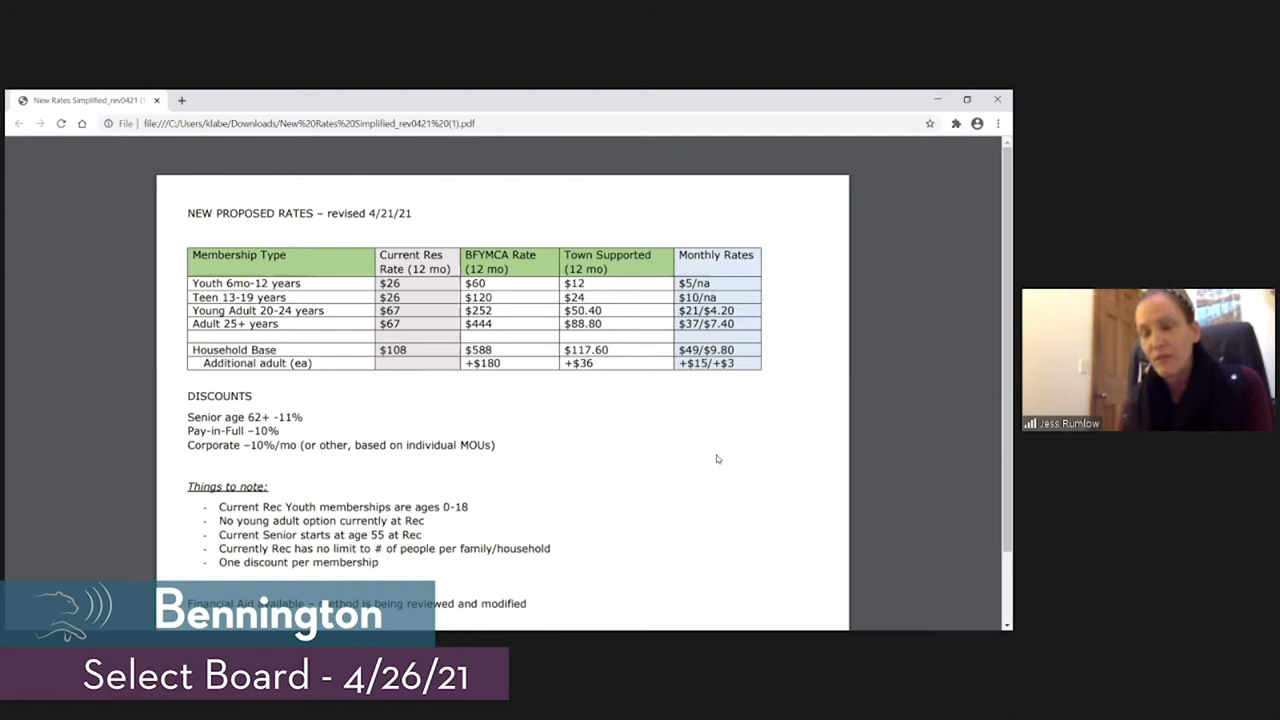 New Rates Simplified_rev0421 (1
File | file:///C:/Users/klabe/Downloads/New%20Rates%20Simplified_rev0421%20(1).pdf
NEW PROPOSED RATES – revised 4/21/21
Membership Type Current Res Rate (12 mo) BFYMCA Rate (12 mo) Town Supported (12 mo) Monthly Rates
Youth 6mo-12 years $26 $60 $12 $5/na
Teen 13-19 years $26 $120 $24 $10/na
Young Adult 20-24 years $67 $252 $50.40 $21/$4.20
Adult 25+ years $67 $444 $88.80 $37/$7.40
Household Base $108 $588 $117.60 $49/$9.80
Additional adult (ea) +$180 +$36 +$15/+$3
DISCOUNTS
Senior age 62+ -11%
Pay-in-Full –10%
Corporate –10%/mo (or other, based on individual MOUs)
Things to note:
- Current Rec Youth memberships are ages 0-18
- No young adult option currently at Rec
- Current Senior starts at age 55 at Rec
- Currently Rec has no limit to # of people per family/household
- One discount per membership
Financial Aid available – method is being reviewed and modified
Jess Rumlow
Bennington
Select Board - 4/26/21